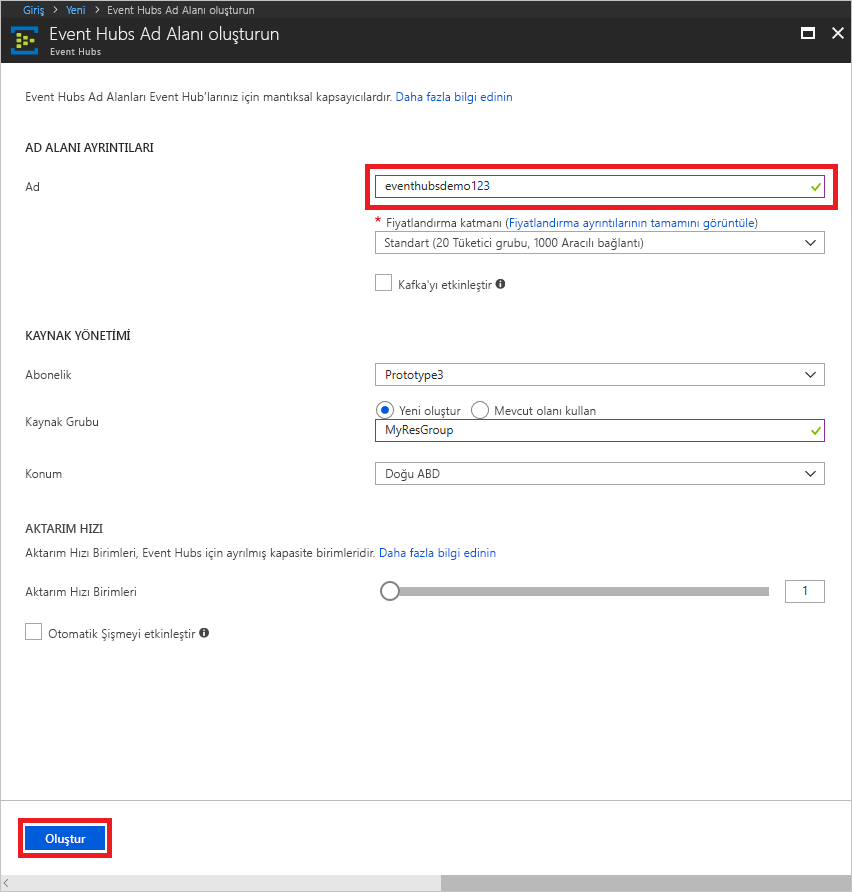 Giriş > Yeni > Event Hubs Ad Alanı oluşturun
Event Hubs Ad Alanı oluşturun
Event Hubs
Event Hubs Ad Alanları Event Hub’larınız için mantıksal kapsayıcılardır. Daha fazla bilgi edinin
AD ALANI AYRINTILARI
Ad
eventhubsdemo123
* Fiyatlandırma katmanı (Fiyatlandırma ayrıntılarının tamamını görüntüle)
Standart (20 Tüketici grubu, 1000 Aracılı bağlantı)
Kafka'yı etkinleştir
KAYNAK YÖNETİMİ
Abonelik
Prototype3
Yeni oluştur Mevcut olanı kullan
Kaynak Grubu
MyResGroup
Konum
Doğu ABD
AKTARIM HIZI
Aktarım Hızı Birimleri, Event Hubs için ayrılmış kapasite birimleridir. Daha fazla bilgi edinin
Aktarım Hızı Birimleri
1
Otomatik Şişmeyi etkinleştir
Oluştur